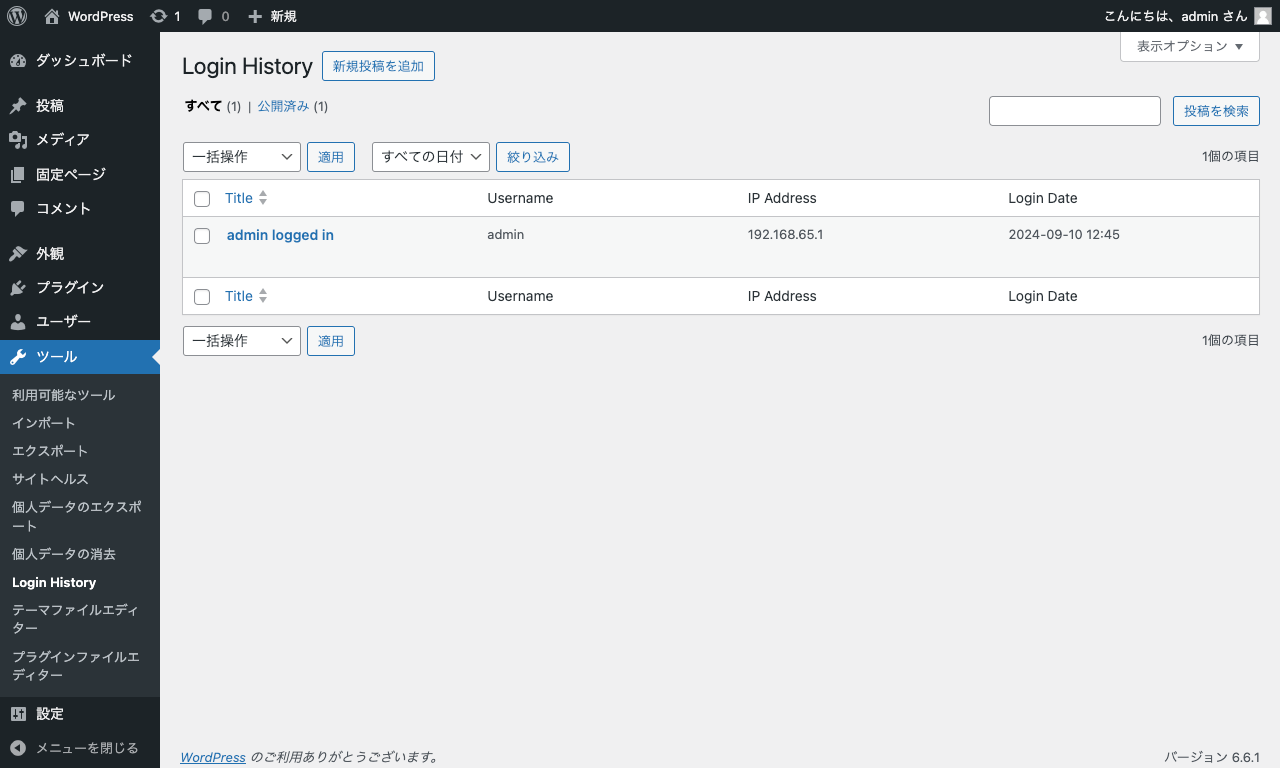 WordPress 1 0 新規 こんにちは、admin さん
ダッシュボード
投稿
メディア
固定ページ
コメント
外観
プラグイン
ユーザー
ツール
利用可能なツール
インポート
エクスポート
サイトヘルス
個人データのエクスポ
ート
個人データの消去
Login History
テーマファイルエディ
ター
プラグインファイルエ
ディター
設定
メニューを閉じる
表示オプション ▼
Login History 新規投稿を追加
すべて (1) | 公開済み (1)
投稿を検索
一括操作 適用 すべての日付 絞り込み 1個の項目
Title Username IP Address Login Date
admin logged in admin 192.168.65.1 2024-09-10 12:45
Title Username IP Address Login Date
一括操作 適用 1個の項目
WordPress のご利用ありがとうございます。 バージョン 6.6.1